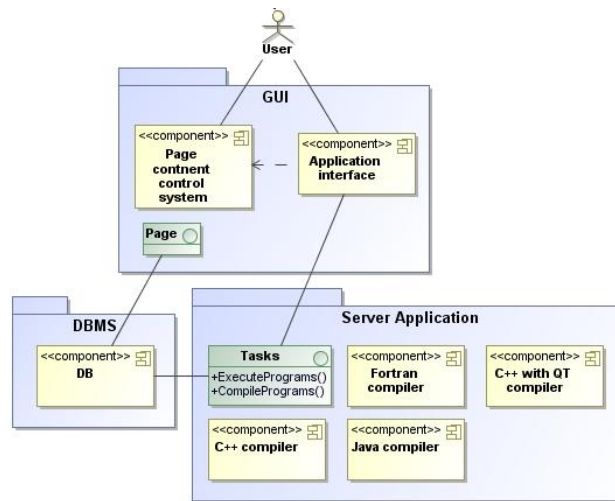 User
GUI
<<component>>
Page
contnent
control
system
<<component>>
Application
interface
Page
DBMS
<<component>>
DB
Server Application
Tasks
+ExecutePrograms()
+CompilePrograms()
<<component>>
Fortran
compiler
<<component>>
C++ with QT
compiler
<<component>>
C++ compiler
<<component>>
Java compiler